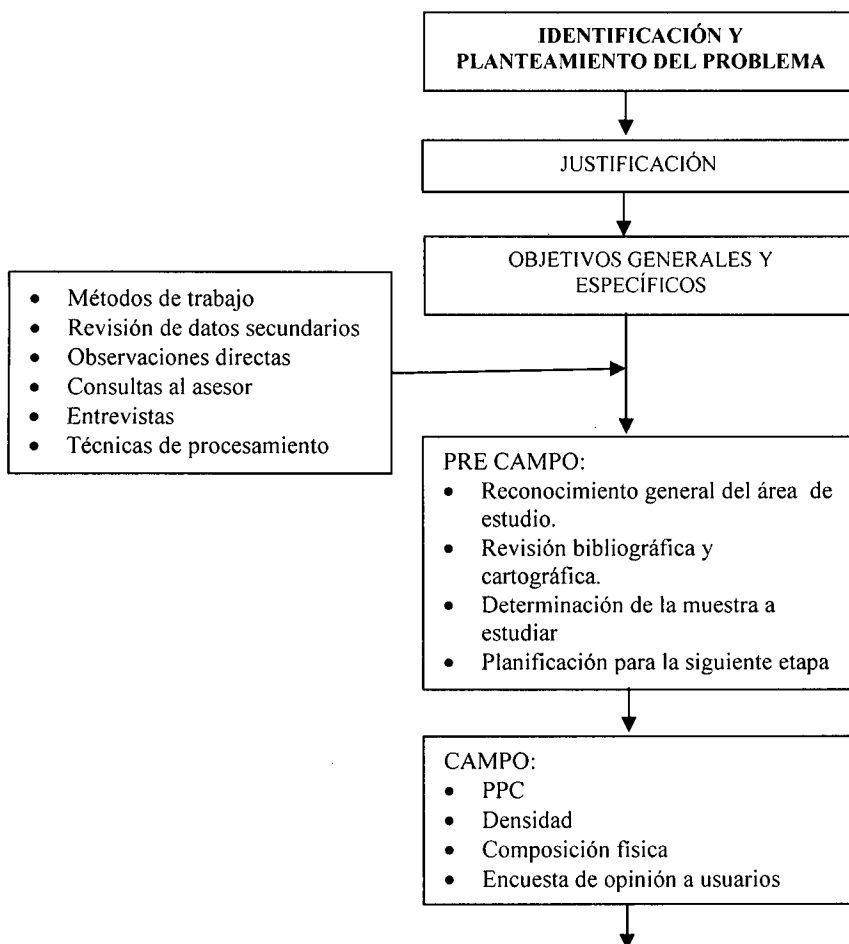 IDENTIFICACIÓN Y
PLANTEAMIENTO DEL PROBLEMA
JUSTIFICACIÓN
OBJETIVOS GENERALES Y
ESPECÍFICOS
• Métodos de trabajo
• Revisión de datos secundarios
• Observaciones directas
• Consultas al asesor
• Entrevistas
• Técnicas de procesamiento
PRE CAMPO:
• Reconocimiento general del área de
estudio.
• Revisión bibliográfica y
cartográfica.
• Determinación de la muestra a
estudiar
• Planificación para la siguiente etapa
CAMPO:
• PPC
• Densidad
• Composición física
• Encuesta de opinión a usuarios